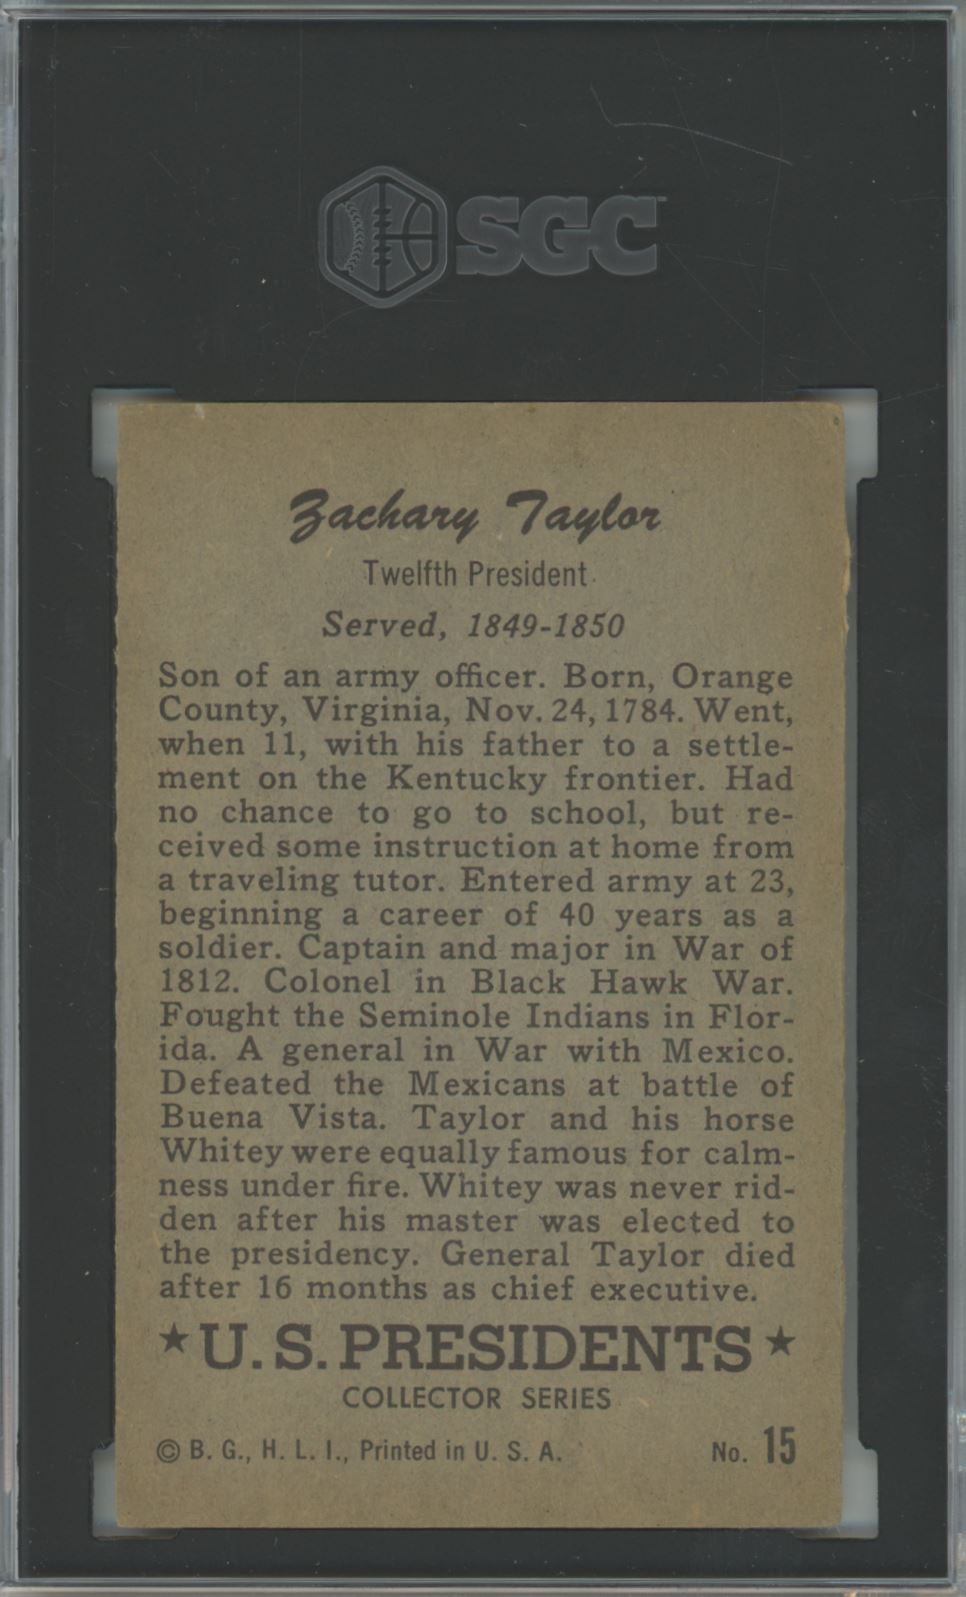 SGC
Zachary Taylor
Twelfth President
Served, 1849-1850
Son of an army officer. Born, Orange
County, Virginia, Nov. 24, 1784. Went,
when 11, with his father to a settle-
ment on the Kentucky frontier. Had
no chance to go to school, but re-
ceived some instruction at home from
a traveling tutor. Entered army at 23,
beginning a career of 40 years as a
soldier. Captain and major in War of
1812. Colonel in Black Hawk War.
Fought the Seminole Indians in Flor-
ida. A general in War with Mexico.
Defeated the Mexicans at battle of
Buena Vista. Taylor and his horse
Whitey were equally famous for calm-
ness under fire. Whitey was never rid-
den after his master was elected to
the presidency. General Taylor died
after 16 months as chief executive.
★ U. S. PRESIDENTS ★
COLLECTOR SERIES
© B. G., H. L. I., Printed in U. S. A. No. 15